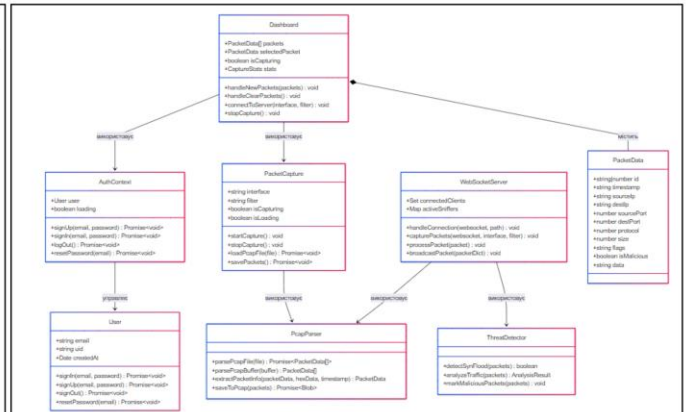 Dashboard
+PacketData[] packets
+PacketData selectedPacket
+boolean isCapturing
+CaptureStats stats
+handleNewPackets(packets) : void
+handleClearPackets() : void
+connectToServer(interface, filter) : void
+stopCapture() : void
використовує
використовує
містить
AuthContext
+User user
+boolean loading
+signUp(email, password) : Promise<void>
+signIn(email, password) : Promise<void>
+logOut() : Promise<void>
+resetPassword(email) : Promise<void>
PacketCapture
+string interface
+string filter
+boolean isCapturing
+boolean isLoading
+startCapture() : void
+stopCapture() : void
+loadPcapFile(file) : Promise<void>
+savePackets() : Promise<void>
WebSocketServer
+Set connectedClients
+Map activeSniffers
+handleConnection(websocket, path) : void
+capturePackets(websocket, interface, filter) : void
+processPacket(packet) : void
+broadcastPacket(packetDict) : void
PacketData
+string|number id
+string timestamp
+string sourceIp
+string destIp
+number sourcePort
+number destPort
+number protocol
+number size
+string flags
+boolean isMalicious
+string data
управляє
використовує
використовує
використовує
User
+string email
+string uid
+Date createdAt
+signIn(email, password) : Promise<void>
+signUp(email, password) : Promise<void>
+signOut() : Promise<void>
+resetPassword(email) : Promise<void>
PcapParser
+parsePcapFile(file) : Promise<PacketData[]>
+parsePcapBuffer(buffer) : PacketData[]
+extractPacketInfo(packetData, hexData, timestamp) : PacketData
+saveToPcap(packets) : Promise<Blob>
ThreatDetector
+detectSynFlood(packets) : boolean
+analyzeTraffic(packets) : AnalysisResult
+markMaliciousPackets(packets) : void